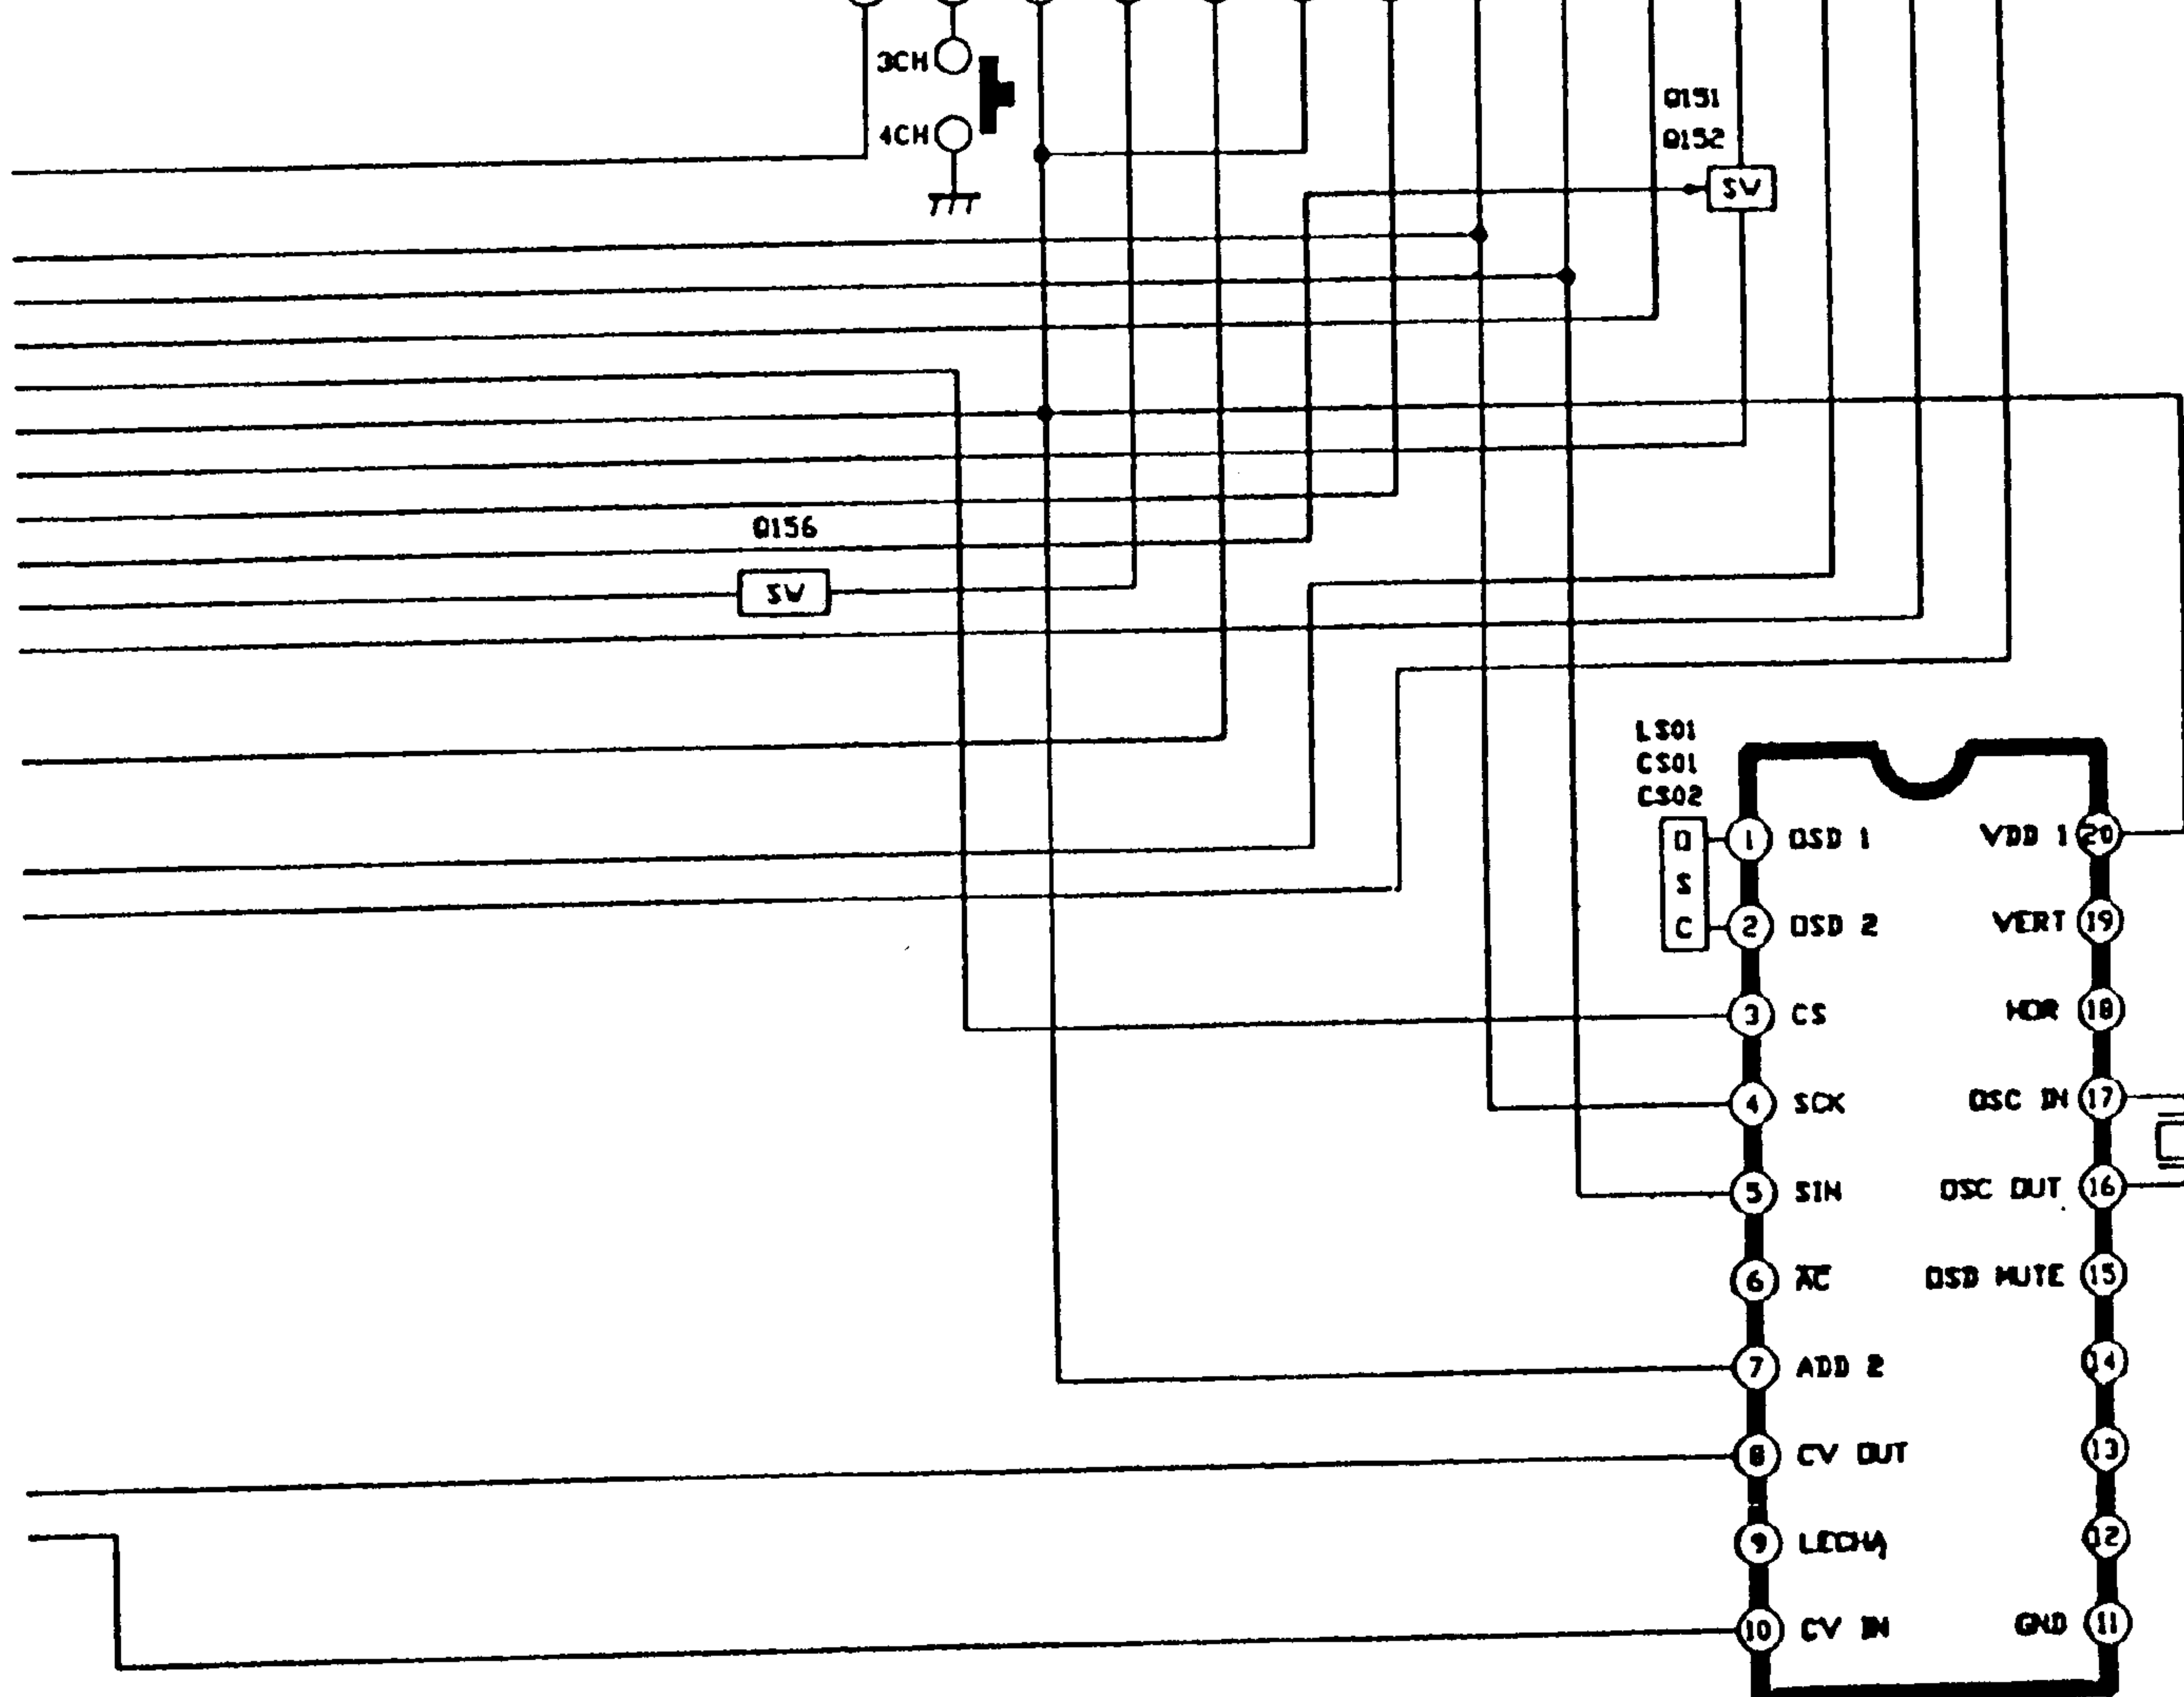 3CH
4CH
Q151
Q152
SW
Q156
SW
LS01
CS01
CS02
O
S
C
1 OSD 1
VDD 1 20
2 OSD 2
VERT 19
3 CS
HOR 18
4 SCK
OSC IN 17
5 SIN
OSC OUT 16
6 A̅C̅
OSD MUTE 15
7 ADD 2
14
8 CV OUT
13
9 LECHA
12
10 CV IN
GND 11